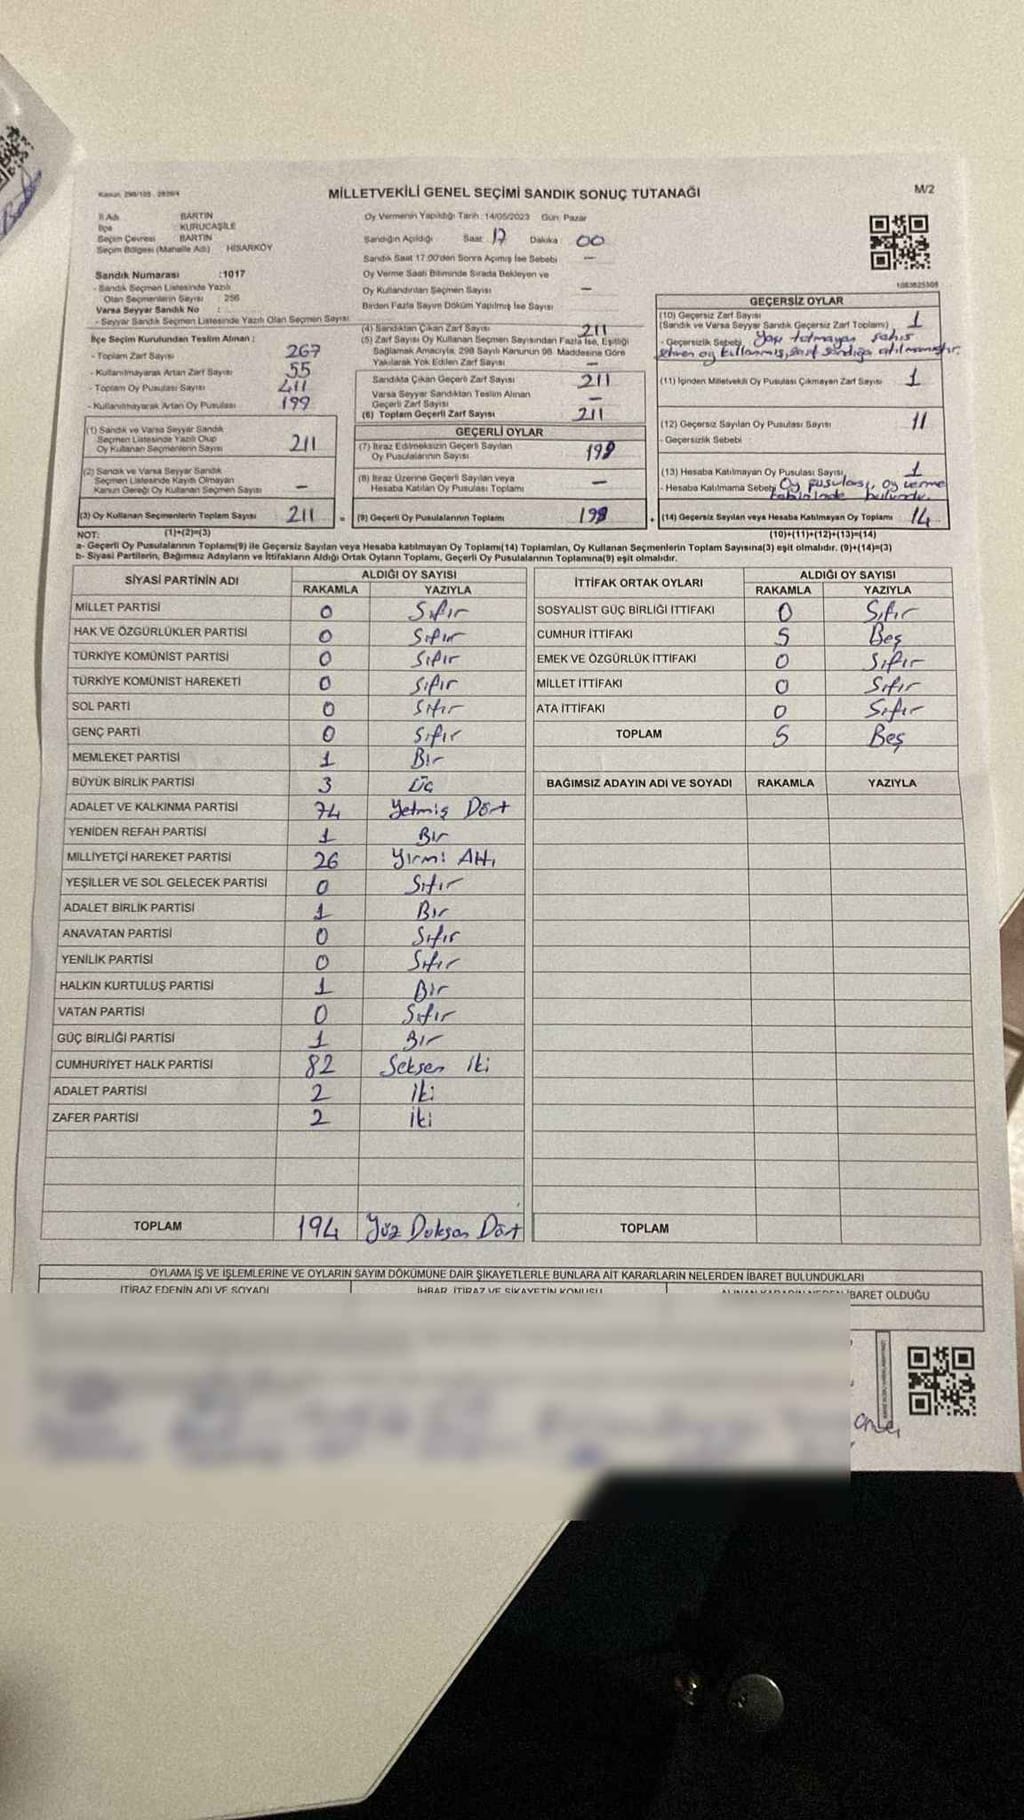 Kanun: 298/105 , 2839/4
MİLLETVEKİLİ GENEL SEÇİMİ SANDIK SONUÇ TUTANAĞI
M/2
İl Adı BARTIN
İlçe KURUCAŞİLE
Seçim Çevresi BARTIN
Seçim Bölgesi (Mahalle Adı) HİSARKÖY
Sandık Numarası :1017
- Sandık Seçmen Listesinde Yazılı
Olan Seçmenlerin Sayısı 256
Varsa Seyyar Sandık No :
- Seyyar Sandık Seçmen Listesinde Yazılı Olan Seçmen Sayısı:
Oy Vermenin Yapıldığı Tarih :14/05/2023 Gün: Pazar
Sandığın Açıldığı Saat 17 Dakika 00
Sandık Saat 17:00'den Sonra Açımış İse Sebebi —
Oy Verme Saati Bitiminde Sırada Bekleyen ve
Oy Kullandırılan Seçmen Sayısı —
Birden Fazla Sayım Döküm Yapılmış İse Sayısı
İlçe Seçim Kurulundan Teslim Alınan :
- Toplam Zarf Sayısı 267
- Kullanılmayarak Artan Zarf Sayısı 55
- Toplam Oy Pusulası Sayısı 411
- Kullanılmayarak Artan Oy Pusulası 199
(1) Sandık ve Varsa Seyyar Sandık
Seçmen Listesinde Yazılı Olup
Oy Kullanan Seçmenlerin Sayısı 211
(2) Sandık ve Varsa Seyyar Sandık
Seçmen Listesinde Kayıtlı Olmayan
Kanun Gereği Oy Kullanan Seçmen Sayısı —
(3) Oy Kullanan Seçmenlerin Toplam Sayısı 211 =
(4) Sandıktan Çıkan Zarf Sayısı 211
(5) Zarf Sayısı Oy Kullanan Seçmen Sayısından Fazla İse, Eşitliği
Sağlamak Amacıyla, 298 Sayılı Kanunun 98. Maddesine Göre
Yakılarak Yok Edilen Zarf Sayısı —
Sandıkta Çıkan Geçerli Zarf Sayısı 211
Varsa Seyyar Sandıktan Teslim Alınan
Geçerli Zarf Sayısı —
(6) Toplam Geçerli Zarf Sayısı 211
GEÇERLİ OYLAR
(7) İtiraz Edilmeksizin Geçerli Sayılan
Oy Pusulalarının Sayısı 199
(8) İtiraz Üzerine Geçerli Sayılan veya
Hesaba Katılan Oy Pusulası Toplamı —
(9) Geçerli Oy Pusulalarının Toplamı 199 +
1083825308
GEÇERSİZ OYLAR
(10) Geçersiz Zarf Sayısı
(Sandık ve Varsa Seyyar Sandık Geçersiz Zarf Toplamı) 1
- Geçersizlik Sebebi
(11) İçinden Milletvekili Oy Pusulası Çıkmayan Zarf Sayısı 1
(12) Geçersiz Sayılan Oy Pusulası Sayısı 11
- Geçersizlik Sebebi
(13) Hesaba Katılmayan Oy Pusulası Sayısı 1
- Hesaba Katılmama Sebebi Oy pusulası, oy verme
kabininde bulundu.
(14) Geçersiz Sayılan veya Hesaba Katılmayan Oy Toplamı 14
NOT: (1)+(2)=(3) (10)+(11)+(12)+(13)=(14)
a- Geçerli Oy Pusulalarının Toplamı(9) ile Geçersiz Sayılan veya Hesaba katılmayan Oy Toplamı(14) Toplamları, Oy Kullanan Seçmenlerin Toplam Sayısına(3) eşit olmalıdır. (9)+(14)=(3)
b- Siyasi Partilerin, Bağımsız Adayların ve İttifakların Aldığı Ortak Oyların Toplamı, Geçerli Oy Pusulalarının Toplamına(9) eşit olmalıdır.
SİYASİ PARTİNİN ADI ALDIĞI OY SAYISI
RAKAMLA YAZIYLA
MİLLET PARTİSİ 0 Sıfır
HAK VE ÖZGÜRLÜKLER PARTİSİ 0 Sıfır
TÜRKİYE KOMÜNİST PARTİSİ 0 Sıfır
TÜRKİYE KOMÜNİST HAREKETİ 0 Sıfır
SOL PARTİ 0 Sıfır
GENÇ PARTİ 0 Sıfır
MEMLEKET PARTİSİ 1 Bir
BÜYÜK BİRLİK PARTİSİ 3 Üç
ADALET VE KALKINMA PARTİSİ 74 Yetmiş Dört
YENİDEN REFAH PARTİSİ 1 Bir
MİLLİYETÇİ HAREKET PARTİSİ 26 Yirmi Altı
YEŞİLLER VE SOL GELECEK PARTİSİ 0 Sıfır
ADALET BİRLİK PARTİSİ 1 Bir
ANAVATAN PARTİSİ 0 Sıfır
YENİLİK PARTİSİ 0 Sıfır
HALKIN KURTULUŞ PARTİSİ 1 Bir
VATAN PARTİSİ 0 Sıfır
GÜÇ BİRLİĞİ PARTİSİ 1 Bir
CUMHURİYET HALK PARTİSİ 82 Seksen İki
ADALET PARTİSİ 2 İki
ZAFER PARTİSİ 2 İki
TOPLAM 194 Yüz Doksan Dört
İTTİFAK ORTAK OYLARI ALDIĞI OY SAYISI
RAKAMLA YAZIYLA
SOSYALİST GÜÇ BİRLİĞİ İTTİFAKI 0 Sıfır
CUMHUR İTTİFAKI 5 Beş
EMEK VE ÖZGÜRLÜK İTTİFAKI 0 Sıfır
MİLLET İTTİFAKI 0 Sıfır
ATA İTTİFAKI 0 Sıfır
TOPLAM 5 Beş
BAĞIMSIZ ADAYIN ADI VE SOYADI RAKAMLA YAZIYLA
TOPLAM
OYLAMA İŞ VE İŞLEMLERİNE VE OYLARIN SAYIM DÖKÜMÜNE DAİR ŞİKAYETLERLE BUNLARA AİT KARARLARIN NELERDEN İBARET BULUNDUKLARI
İTİRAZ EDENİN ADI VE SOYADI İHBAR, İTİRAZ VE ŞİKAYETİN KONUSU İBARET OLDUĞU